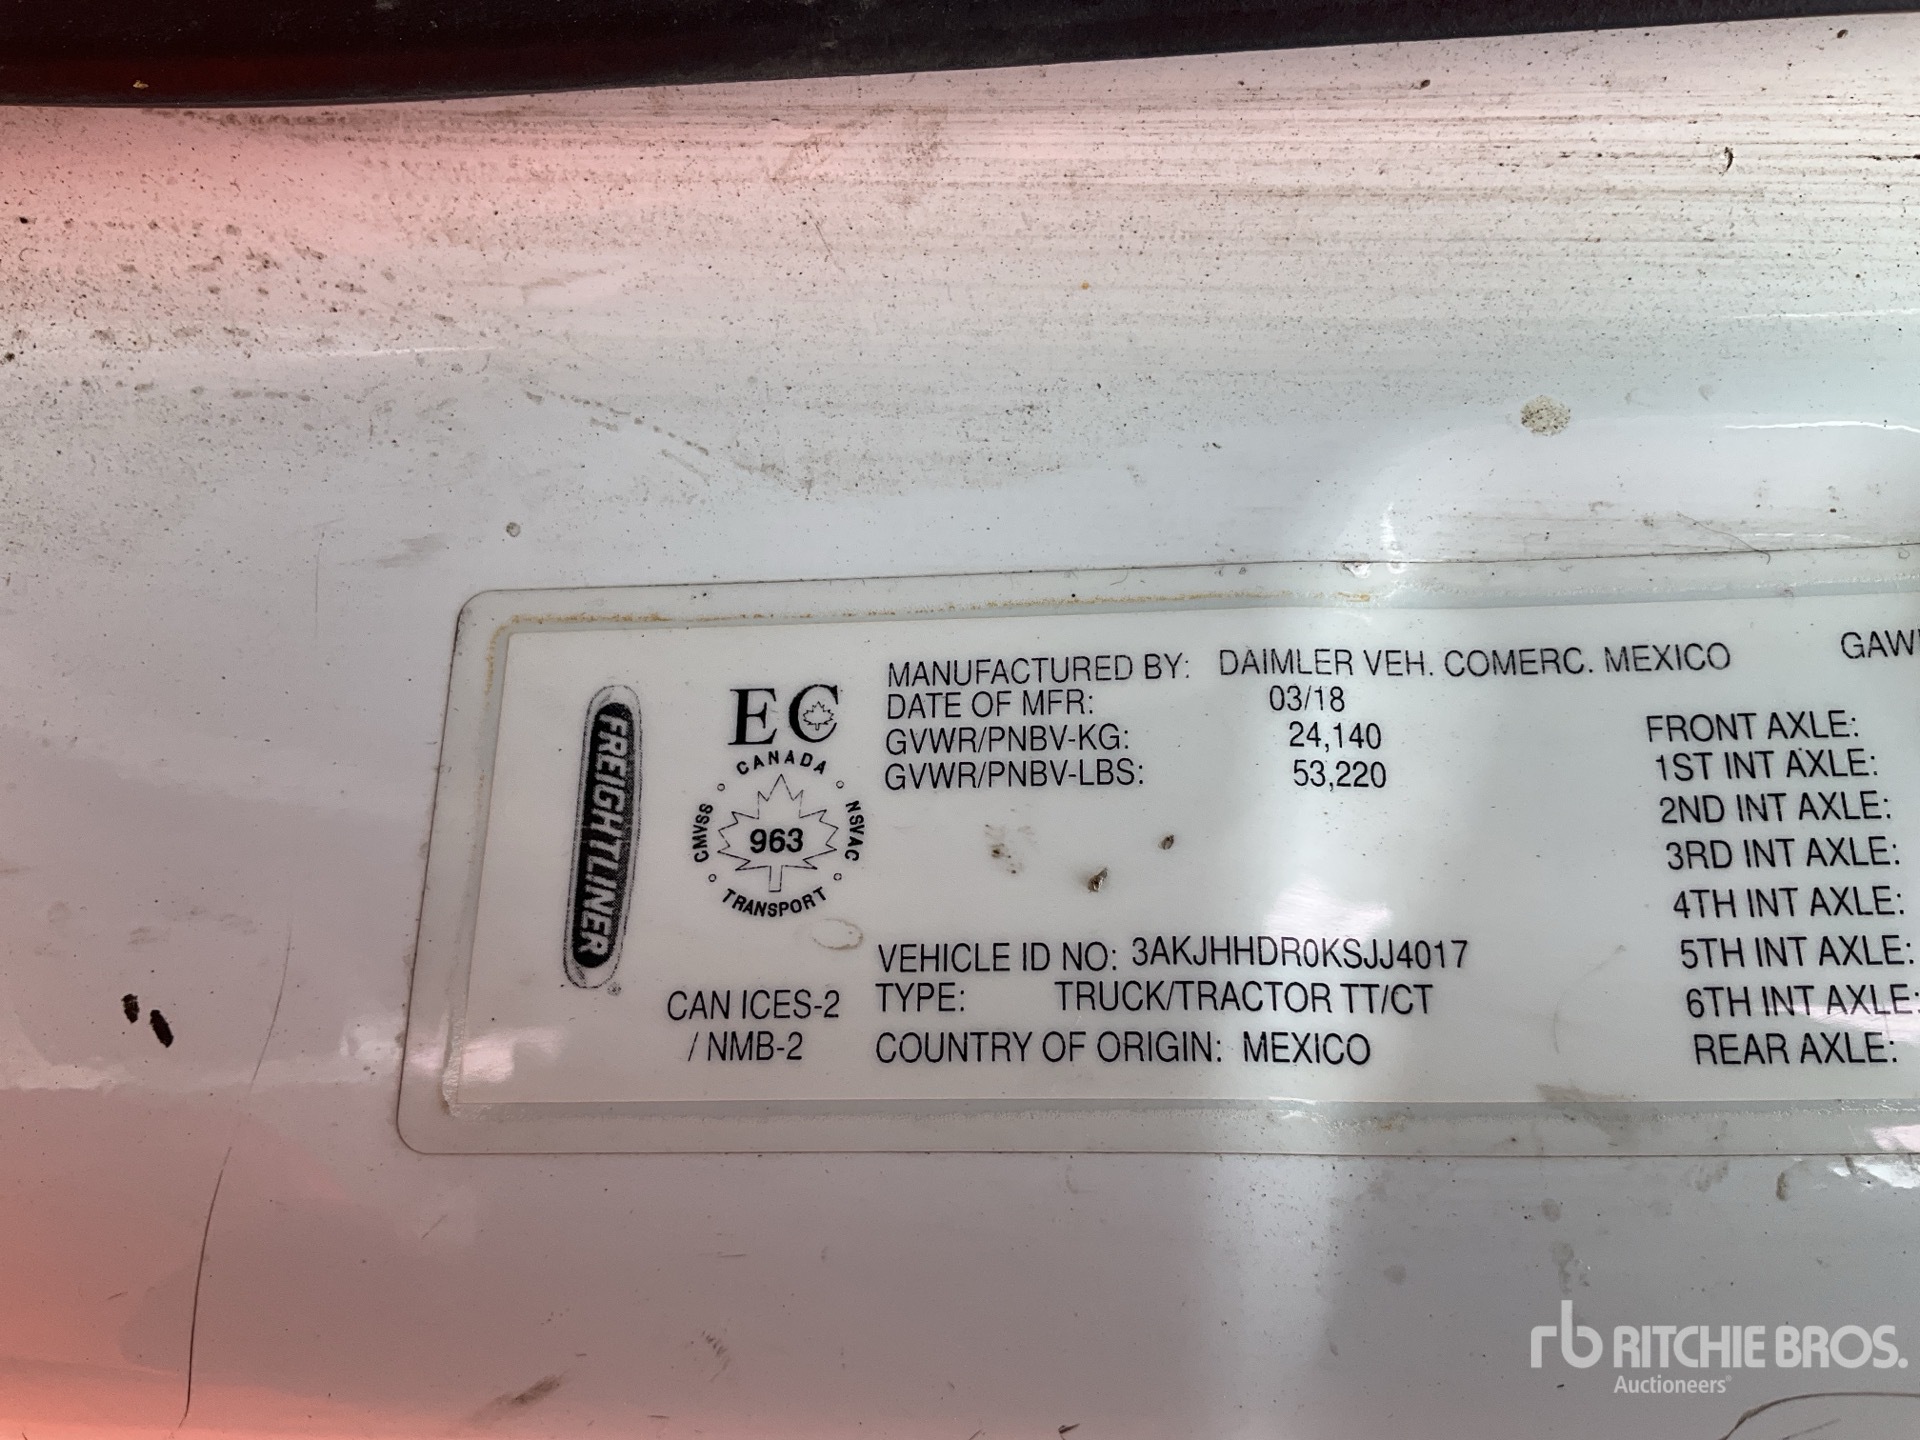 FREIGHTLINER
®
EC
CANADA
CMVSS
963
NSVAC
TRANSPORT
CAN ICES-2
/ NMB-2
MANUFACTURED BY: DAIMLER VEH. COMERC. MEXICO
DATE OF MFR: 03/18
GVWR/PNBV-KG: 24,140
GVWR/PNBV-LBS: 53,220
VEHICLE ID NO: 3AKJHHDR0KSJJ4017
TYPE: TRUCK/TRACTOR TT/CT
COUNTRY OF ORIGIN: MEXICO
FRONT AXLE:
1ST INT AXLE:
2ND INT AXLE:
3RD INT AXLE:
4TH INT AXLE:
5TH INT AXLE:
6TH INT AXLE:
REAR AXLE:
rb RITCHIE BROS.
Auctioneers®